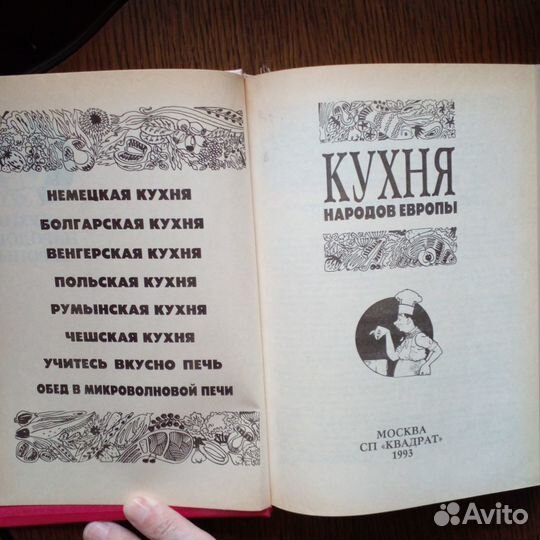 НЕМЕЦКАЯ КУХНЯ
БОЛГАРСКАЯ КУХНЯ
ВЕНГЕРСКАЯ КУХНЯ
ПОЛЬСКАЯ КУХНЯ
РУМЫНСКАЯ КУХНЯ
ЧЕШСКАЯ КУХНЯ
УЧИТЕСЬ ВКУСНО ПЕЧЬ
ОБЕД В МИКРОВОЛНОВОЙ ПЕЧИ
КУХНЯ
НАРОДОВ ЕВРОПЫ
МОСКВА
СП «КВАДРАТ»
1993
Avito